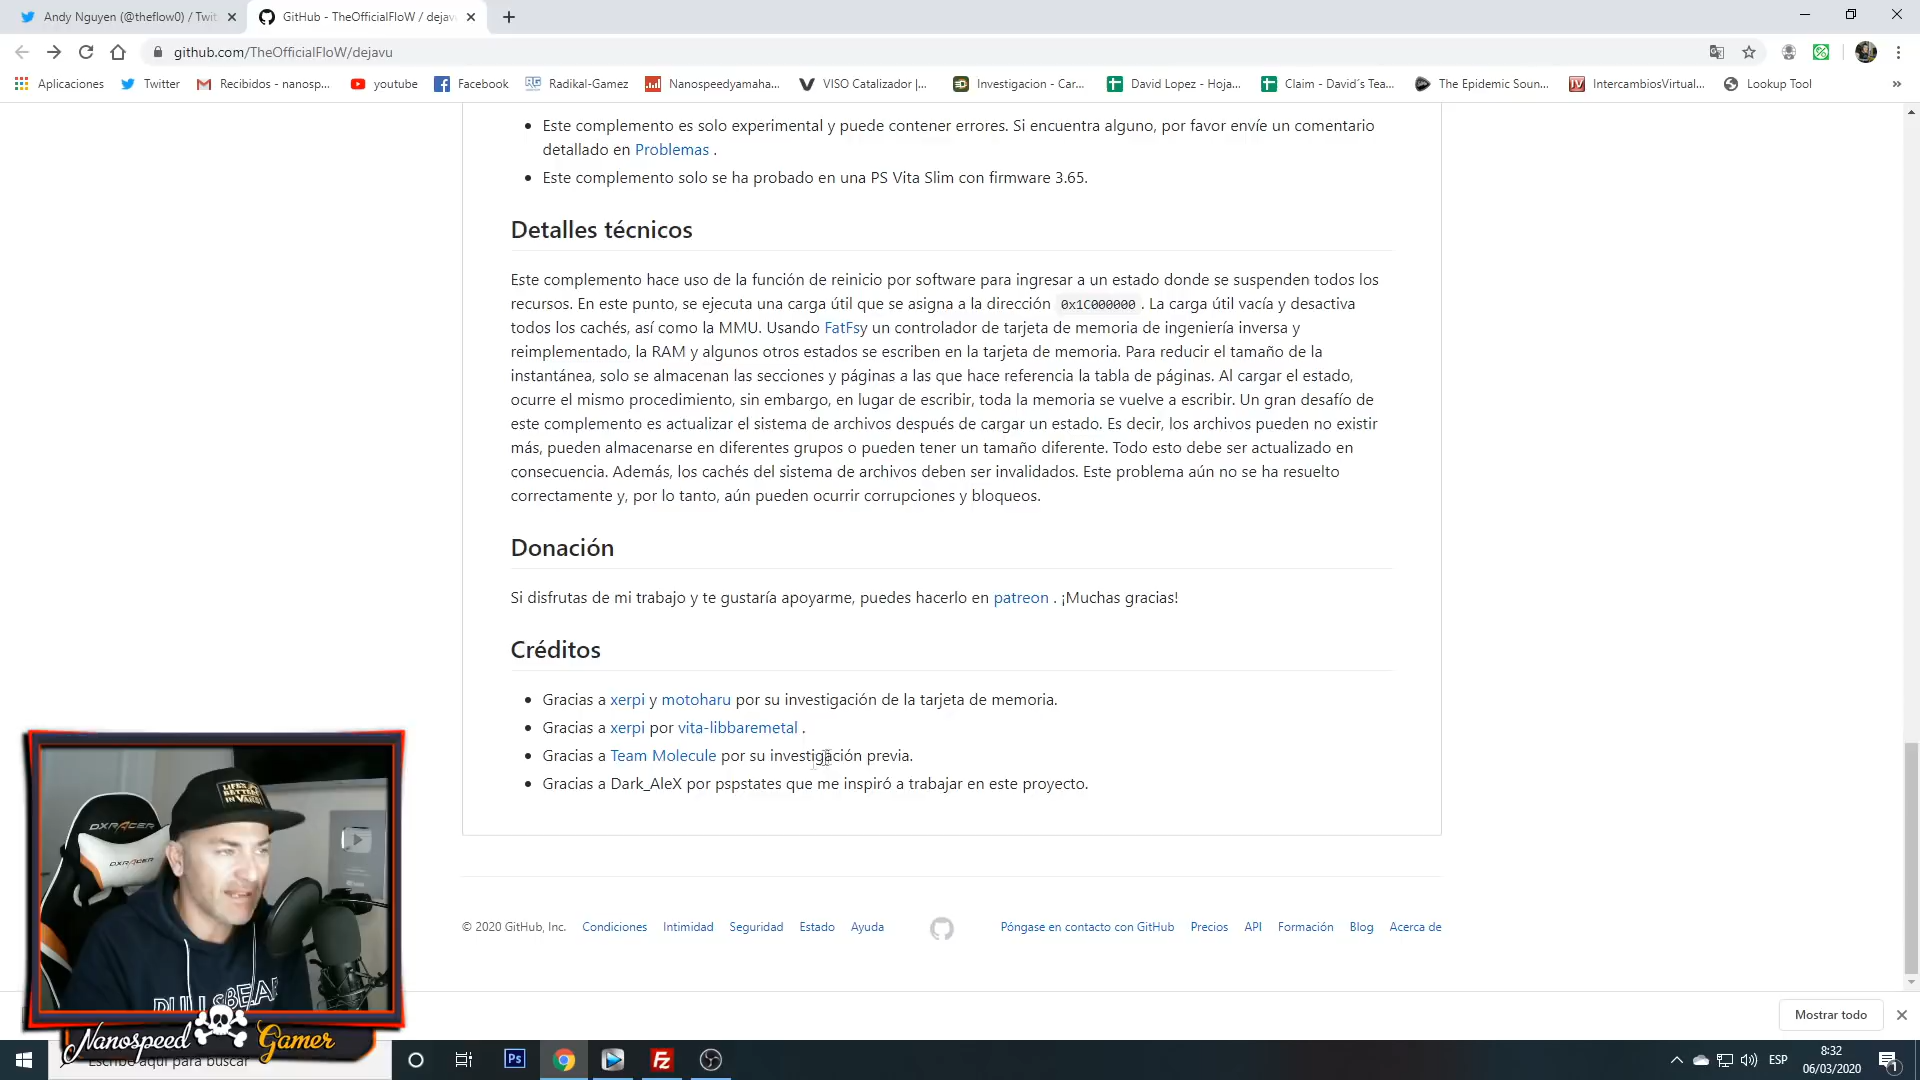 Andy Nguyen (@theflow0) / Twit
GitHub - TheOfficialFloW / dejavu
github.com/TheOfficialFloW/dejavu
Aplicaciones
Twitter
Recibidos - nanosp...
youtube
Facebook
Radikal-Gamez
Nanospeedyamaha...
VISO Catalizador |...
Investigacion - Car...
David Lopez - Hoja...
Claim - David´s Tea...
The Epidemic Soun...
IntercambiosVirtual...
Lookup Tool
»
Este complemento es solo experimental y puede contener errores. Si encuentra alguno, por favor envíe un comentario
detallado en Problemas .
Este complemento solo se ha probado en una PS Vita Slim con firmware 3.65.
Detalles técnicos
Este complemento hace uso de la función de reinicio por software para ingresar a un estado donde se suspenden todos los
recursos. En este punto, se ejecuta una carga útil que se asigna a la dirección 0x1C000000 . La carga útil vacía y desactiva
todos los cachés, así como la MMU. Usando FatFsy un controlador de tarjeta de memoria de ingeniería inversa y
reimplementado, la RAM y algunos otros estados se escriben en la tarjeta de memoria. Para reducir el tamaño de la
instantánea, solo se almacenan las secciones y páginas a las que hace referencia la tabla de páginas. Al cargar el estado,
ocurre el mismo procedimiento, sin embargo, en lugar de escribir, toda la memoria se vuelve a escribir. Un gran desafío de
este complemento es actualizar el sistema de archivos después de cargar un estado. Es decir, los archivos pueden no existir
más, pueden almacenarse en diferentes grupos o pueden tener un tamaño diferente. Todo esto debe ser actualizado en
consecuencia. Además, los cachés del sistema de archivos deben ser invalidados. Este problema aún no se ha resuelto
correctamente y, por lo tanto, aún pueden ocurrir corrupciones y bloqueos.
Donación
Si disfrutas de mi trabajo y te gustaría apoyarme, puedes hacerlo en patreon . ¡Muchas gracias!
Créditos
Gracias a xerpi y motoharu por su investigación de la tarjeta de memoria.
Gracias a xerpi por vita-libbaremetal .
Gracias a Team Molecule por su investigación previa.
Gracias a Dark_AleX por pspstates que me inspiró a trabajar en este proyecto.
© 2020 GitHub, Inc.
Condiciones
Intimidad
Seguridad
Estado
Ayuda
Póngase en contacto con GitHub
Precios
API
Formación
Blog
Acerca de
LIFE'S
BETTER
IN VANS!
DXRACER
DXRACER
PULL&BEAR
Nanospeed Gamer
Mostrar todo
Escribe aquí para buscar
Ps
Fz
ESP
8:32
06/03/2020
1